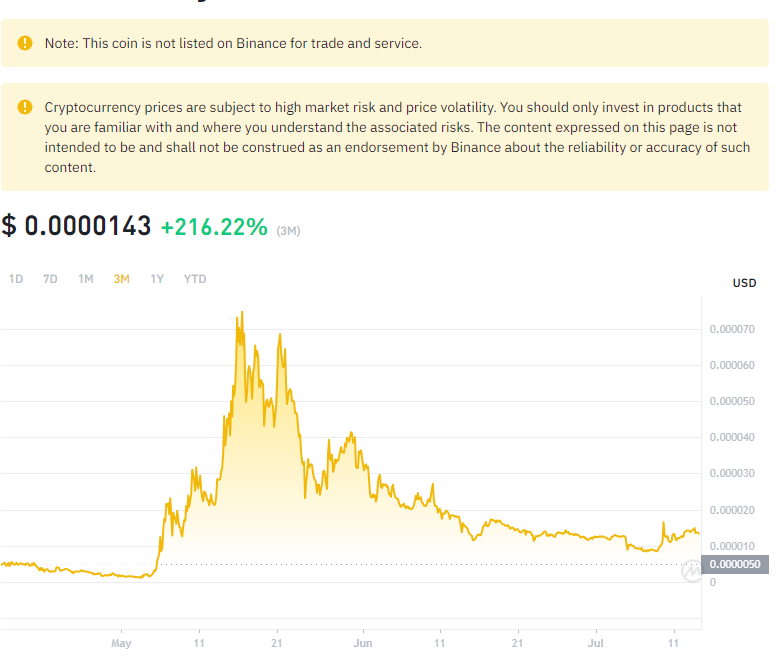 Note: This coin is not listed on Binance for trade and service.
Cryptocurrency prices are subject to high market risk and price volatility. You should only invest in products that
you are familiar with and where you understand the associated risks. The content expressed on this page is not
intended to be and shall not be construed as an endorsement by Binance about the reliability or accuracy of such
content.
$ 0.0000143 +216.22% (3M)
1D 7D 1M 3M 1Y YTD
USD
0.000070
0.000060
0.000050
0.000040
0.000030
0.000020
0.000010
0.0000050
0
May 11 21 Jun 11 21 Jul 11